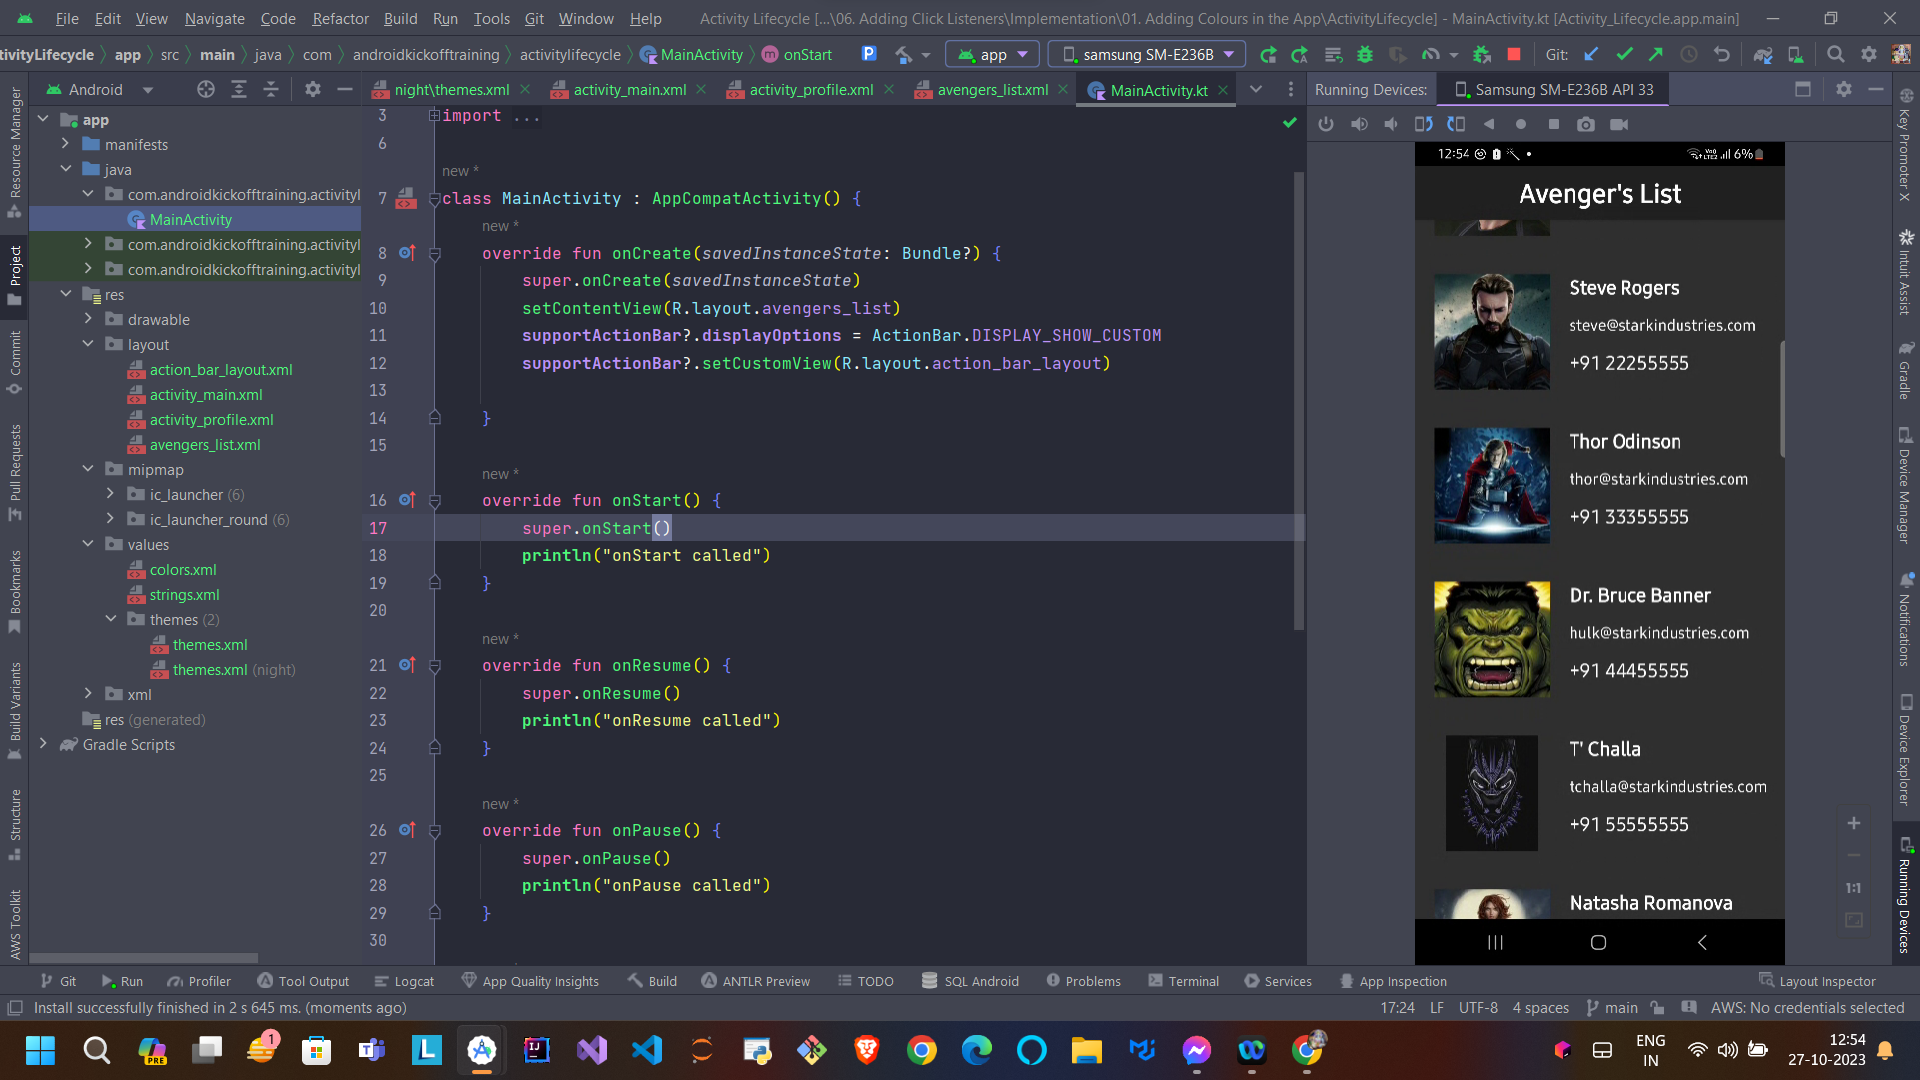 File Edit View Navigate Code Refactor Build Run Tools Git Window Help Activity Lifecycle [...\06. Adding Click Listeners\Implementation\01. Adding Colours in the App\ActivityLifecycle] - MainActivity.kt [Activity_Lifecycle.app.main]
tivityLifecycle app src main java com androidkickofftraining activitylifecycle MainActivity onStart app samsung SM-E236B Git:
Android
night\themes.xml activity_main.xml activity_profile.xml avengers_list.xml MainActivity.kt
Running Devices: Samsung SM-E236B API 33
Resource Manager
Project
Commit
Pull Requests
Bookmarks
Build Variants
Structure
AWS Toolkit
app
manifests
java
com.androidkickofftraining.activityl
MainActivity
com.androidkickofftraining.activityl
com.androidkickofftraining.activityl
res
drawable
layout
action_bar_layout.xml
activity_main.xml
activity_profile.xml
avengers_list.xml
mipmap
ic_launcher (6)
ic_launcher_round (6)
values
colors.xml
strings.xml
themes (2)
themes.xml
themes.xml (night)
xml
res (generated)
Gradle Scripts
3 import ...
6
new *
7 class MainActivity : AppCompatActivity() {
new *
8 override fun onCreate(savedInstanceState: Bundle?) {
9 super.onCreate(savedInstanceState)
10 setContentView(R.layout.avengers_list)
11 supportActionBar?.displayOptions = ActionBar.DISPLAY_SHOW_CUSTOM
12 supportActionBar?.setCustomView(R.layout.action_bar_layout)
13
14 }
15
new *
16 override fun onStart() {
17 super.onStart()
18 println("onStart called")
19 }
20
new *
21 override fun onResume() {
22 super.onResume()
23 println("onResume called")
24 }
25
new *
26 override fun onPause() {
27 super.onPause()
28 println("onPause called")
29 }
30
12:54 6%
Avenger's List
Steve Rogers
steve@starkindustries.com
+91 22255555
Thor Odinson
thor@starkindustries.com
+91 33355555
Dr. Bruce Banner
hulk@starkindustries.com
+91 44455555
T' Challa
tchalla@starkindustries.com
+91 55555555
Natasha Romanova
1:1
Key Promoter X
Intuit Assist
Gradle
Device Manager
Notifications
Device Explorer
Running Devices
Git Run Profiler Tool Output Logcat App Quality Insights Build ANTLR Preview TODO SQL Android Problems Terminal Services App Inspection Layout Inspector
Install successfully finished in 2 s 645 ms. (moments ago) 17:24 LF UTF-8 4 spaces main AWS: No credentials selected
PRE
1
L
ENG
IN
12:54
27-10-2023